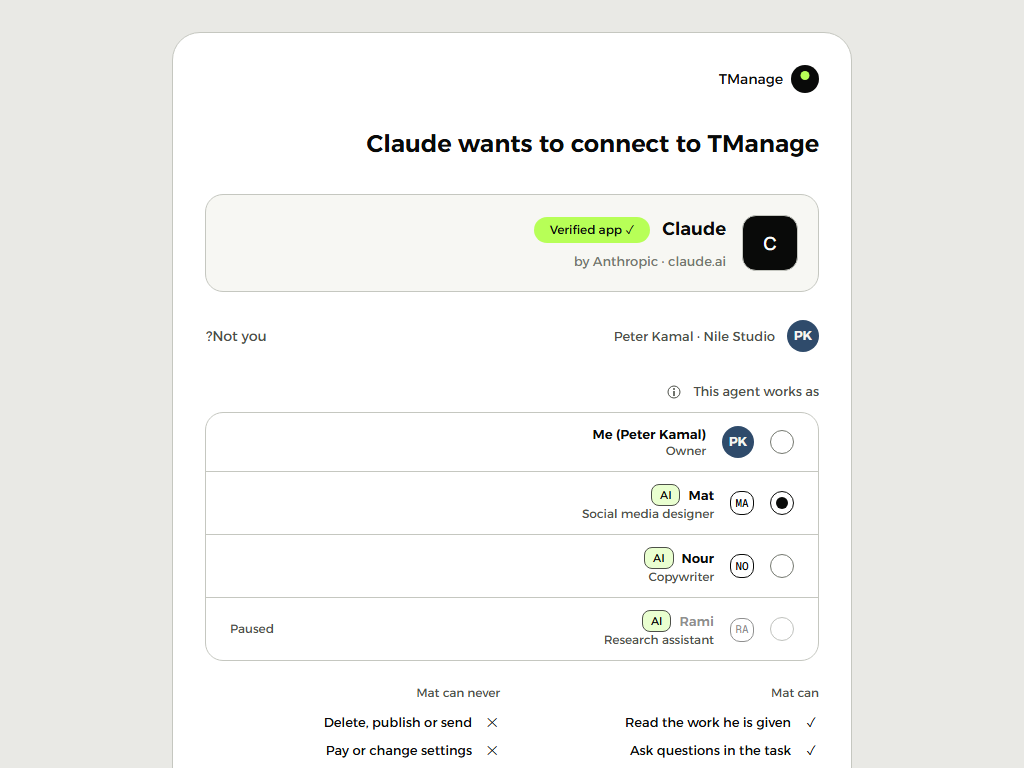 TManage
Claude wants to connect to TManage
C
Claude
Verified app ✓
by Anthropic · claude.ai
PK
Peter Kamal · Nile Studio
?Not you
This agent works as
PK
Me (Peter Kamal)
Owner
MA
Mat
AI
Social media designer
NO
Nour
AI
Copywriter
RA
Rami
AI
Research assistant
Paused
Mat can
✓ Read the work he is given
✓ Ask questions in the task
Mat can never
✕ Delete, publish or send
✕ Pay or change settings